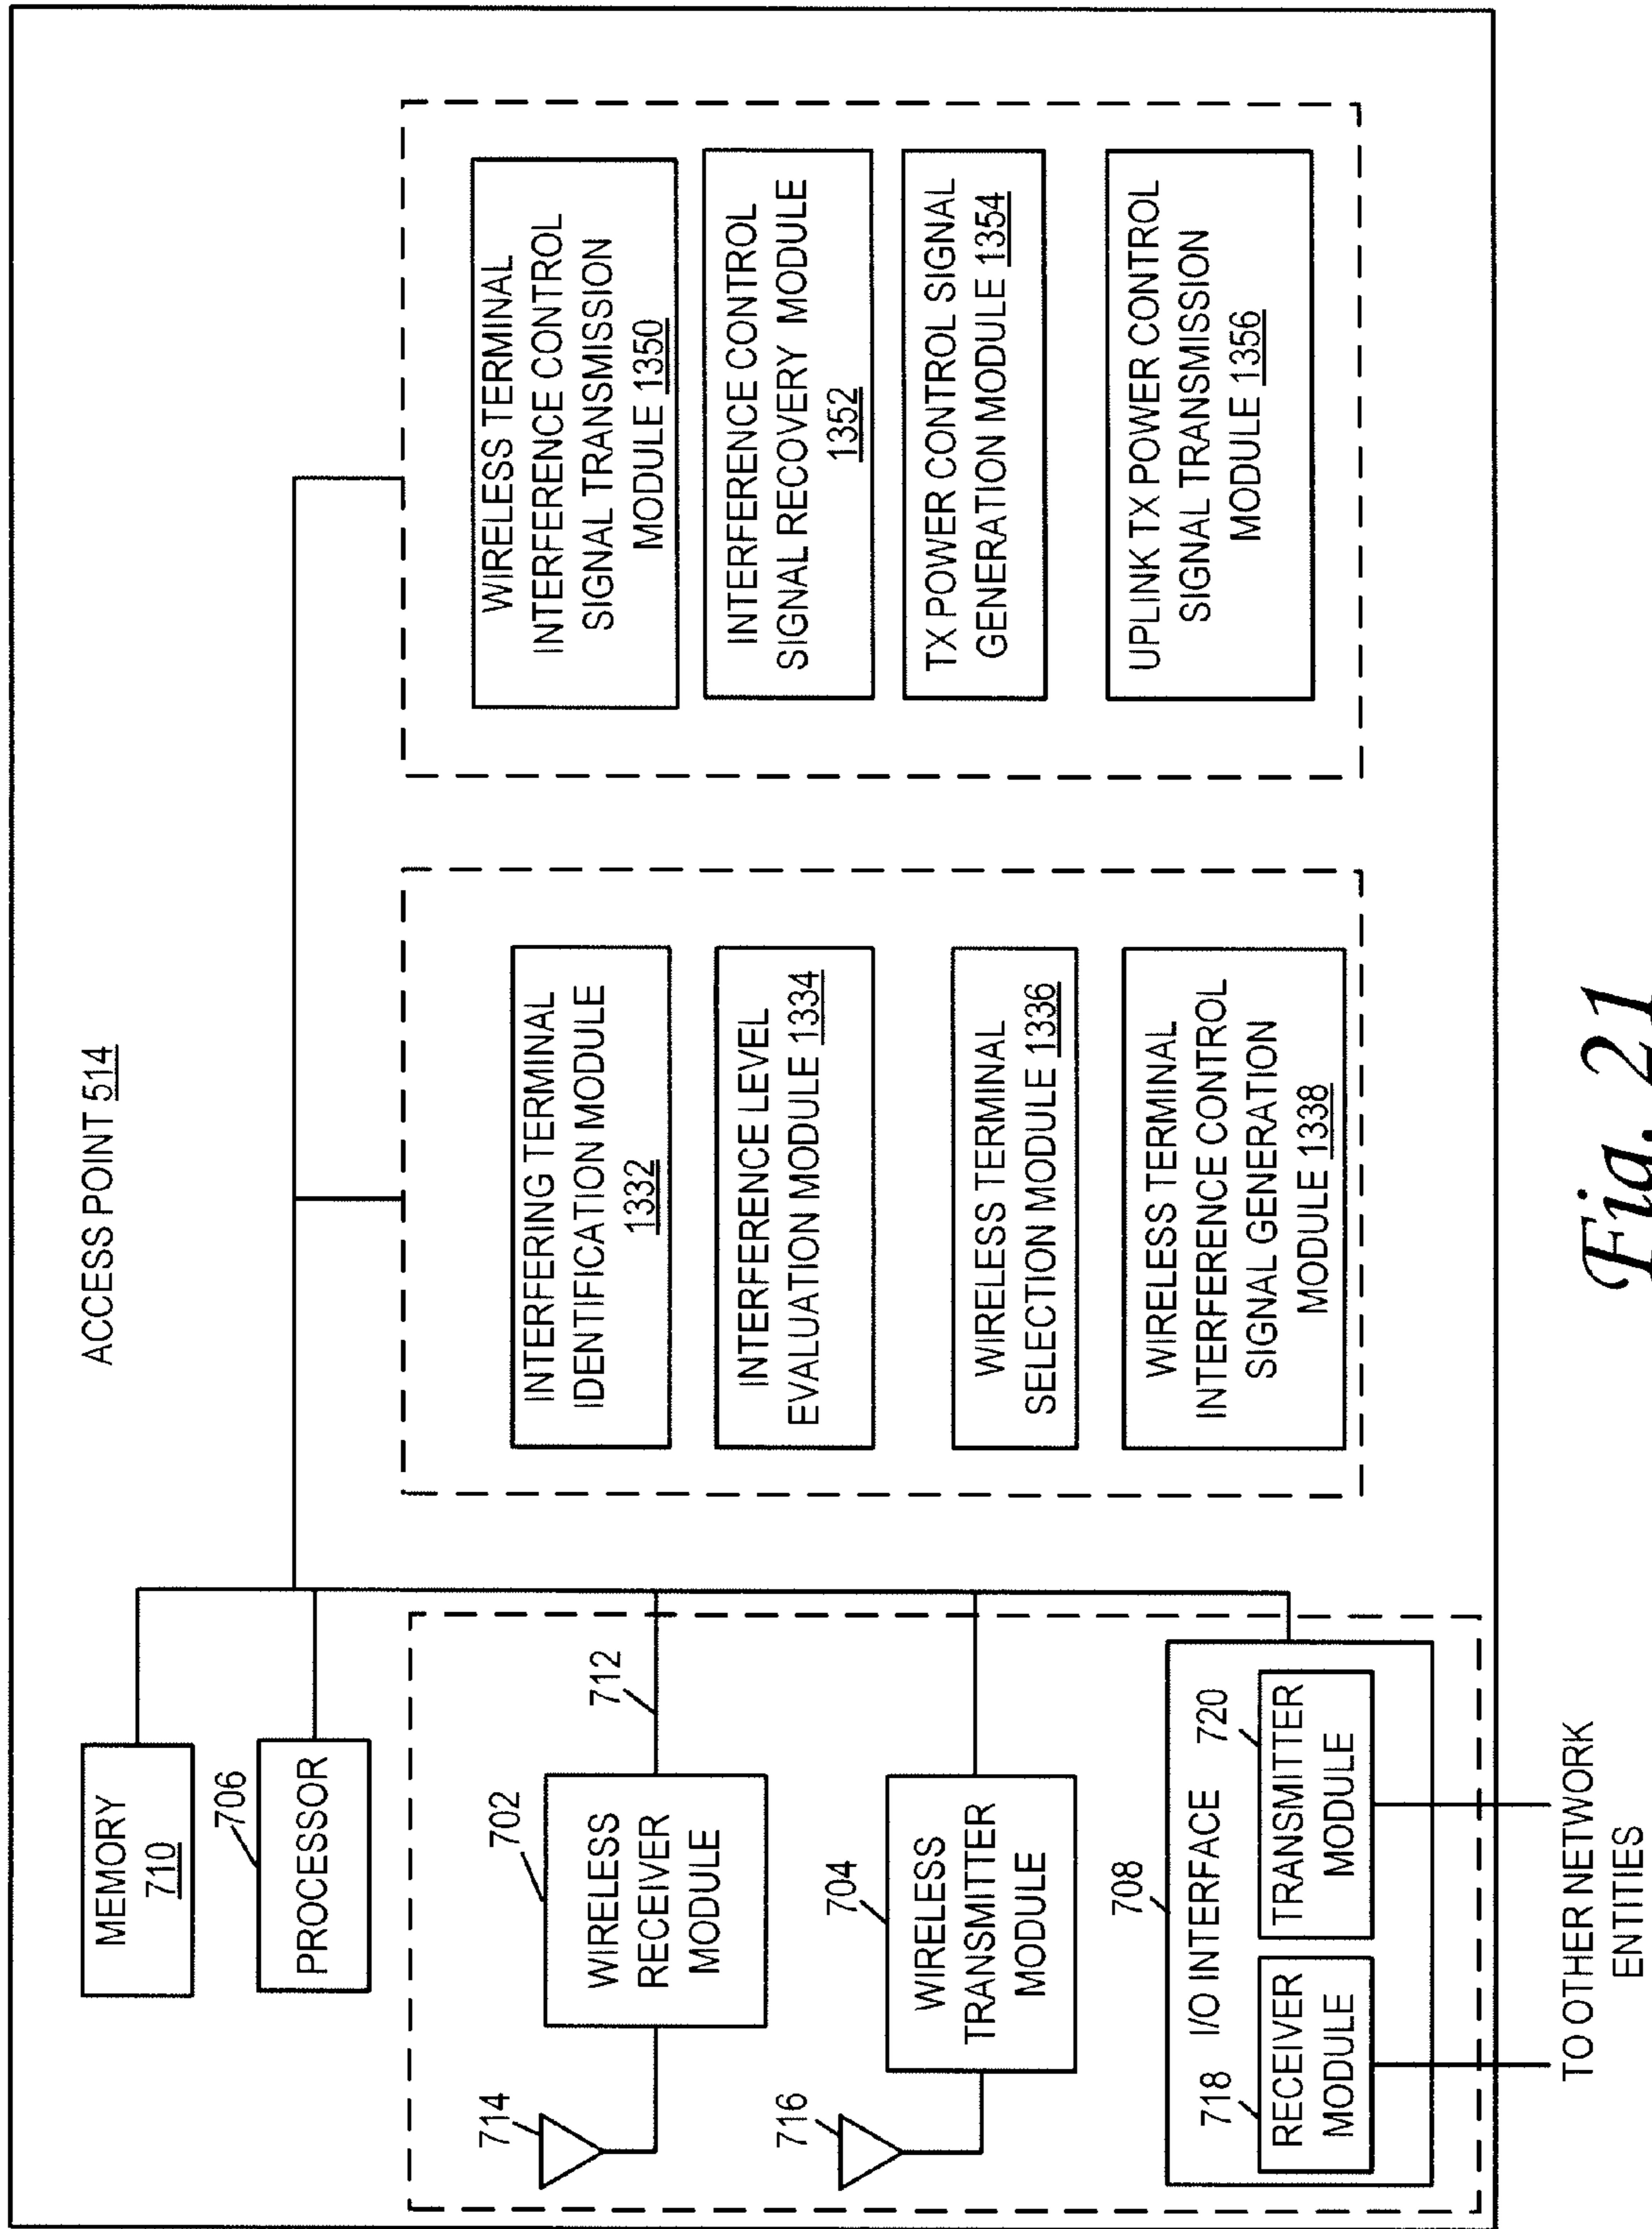 ACCESS POINT 514
MEMORY
710
706
PROCESSOR
702
WIRELESS
RECEIVER
MODULE
712
714
704
WIRELESS
TRANSMITTER
MODULE
716
708
I/O INTERFACE
718
RECEIVER
MODULE
720
TRANSMITTER
MODULE
TO OTHER NETWORK
ENTITIES
INTERFERING TERMINAL
IDENTIFICATION MODULE
1332
INTERFERENCE LEVEL
EVALUATION MODULE 1334
WIRELESS TERMINAL
SELECTION MODULE 1336
WIRELESS TERMINAL
INTERFERENCE CONTROL
SIGNAL GENERATION
MODULE 1338
WIRELESS TERMINAL
INTERFERENCE CONTROL
SIGNAL TRANSMISSION
MODULE 1350
INTERFERENCE CONTROL
SIGNAL RECOVERY MODULE
1352
TX POWER CONTROL SIGNAL
GENERATION MODULE 1354
UPLINK TX POWER CONTROL
SIGNAL TRANSMISSION
MODULE 1356
Fig. 21